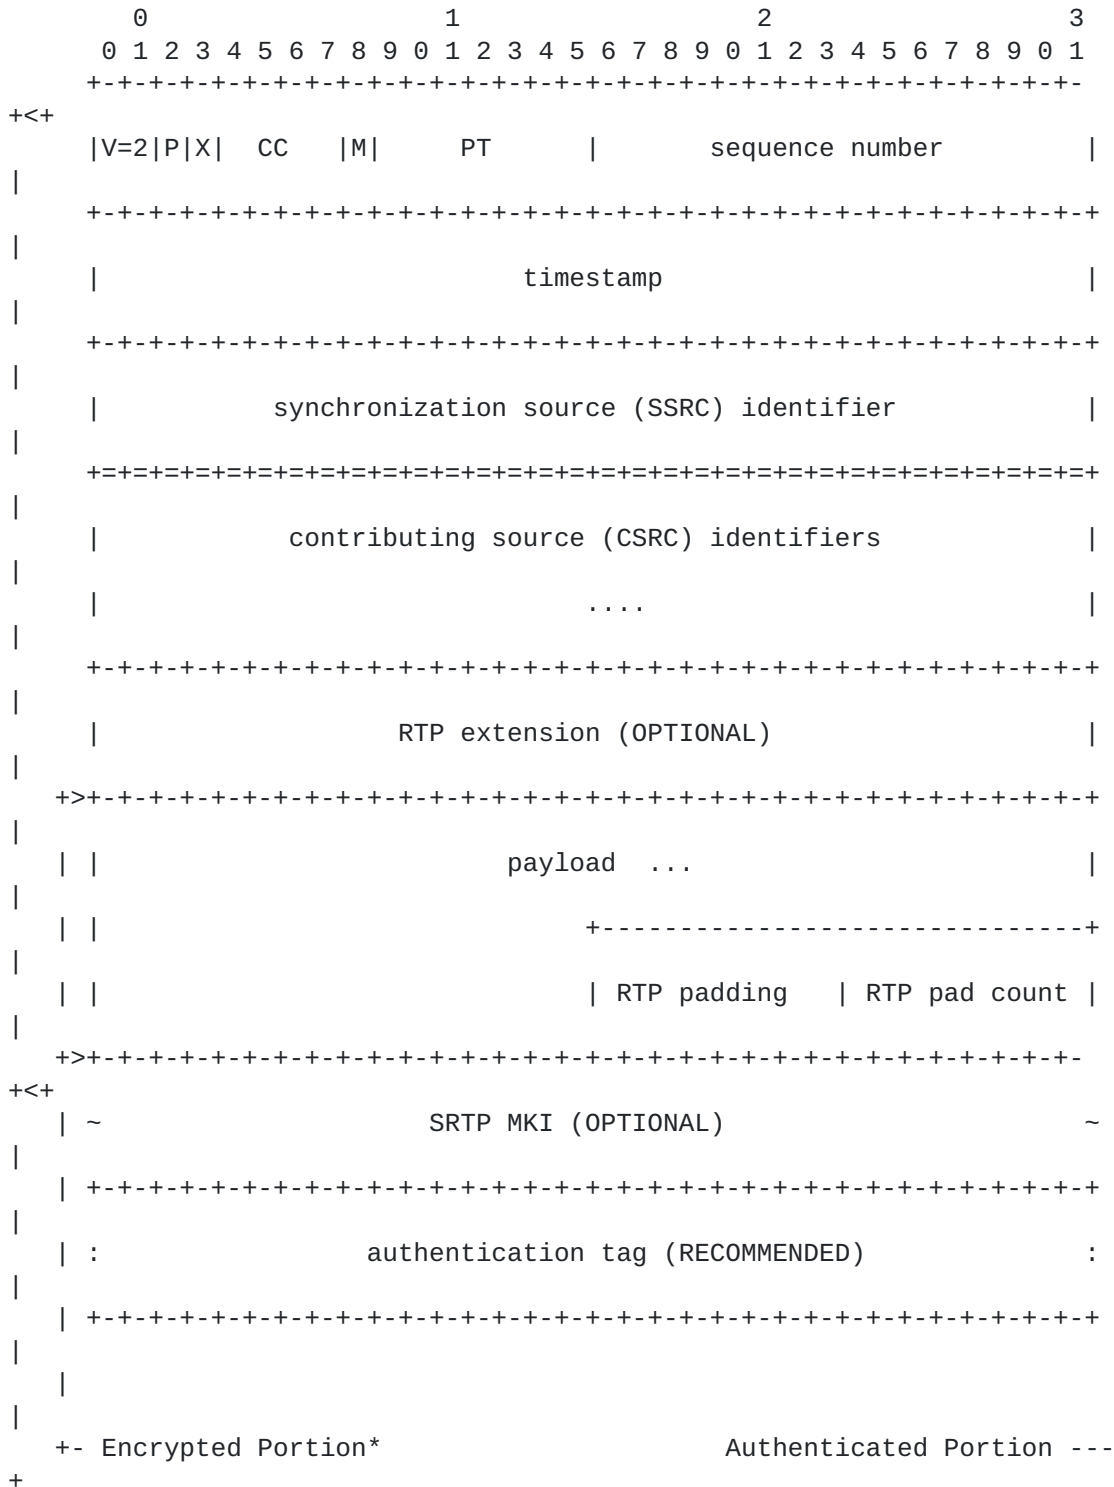 0                   1                   2                   3
      0 1 2 3 4 5 6 7 8 9 0 1 2 3 4 5 6 7 8 9 0 1 2 3 4 5 6 7 8 9 0 1
     +-+-+-+-+-+-+-+-+-+-+-+-+-+-+-+-+-+-+-+-+-+-+-+-+-+-+-+-+-+-+-+-
+<+
     |V=2|P|X|  CC   |M|     PT      |       sequence number         |
|
     +-+-+-+-+-+-+-+-+-+-+-+-+-+-+-+-+-+-+-+-+-+-+-+-+-+-+-+-+-+-+-+-+
|
     |                           timestamp                           |
|
     +-+-+-+-+-+-+-+-+-+-+-+-+-+-+-+-+-+-+-+-+-+-+-+-+-+-+-+-+-+-+-+-+
|
     |           synchronization source (SSRC) identifier            |
|
     +=+=+=+=+=+=+=+=+=+=+=+=+=+=+=+=+=+=+=+=+=+=+=+=+=+=+=+=+=+=+=+=+
|
     |            contributing source (CSRC) identifiers             |
|
     |                               ....                            |
|
     +-+-+-+-+-+-+-+-+-+-+-+-+-+-+-+-+-+-+-+-+-+-+-+-+-+-+-+-+-+-+-+-+
|
     |                   RTP extension (OPTIONAL)                    |
|
   +>+-+-+-+-+-+-+-+-+-+-+-+-+-+-+-+-+-+-+-+-+-+-+-+-+-+-+-+-+-+-+-+-+
|
   | |                          payload  ...                         |
|
   | |                               +-------------------------------+
|
   | |                               | RTP padding   | RTP pad count |
|
   +>+-+-+-+-+-+-+-+-+-+-+-+-+-+-+-+-+-+-+-+-+-+-+-+-+-+-+-+-+-+-+-+-
+<+
   | ~                     SRTP MKI (OPTIONAL)                       ~
|
   | +-+-+-+-+-+-+-+-+-+-+-+-+-+-+-+-+-+-+-+-+-+-+-+-+-+-+-+-+-+-+-+-+
|
   | :                 authentication tag (RECOMMENDED)              :
|
   | +-+-+-+-+-+-+-+-+-+-+-+-+-+-+-+-+-+-+-+-+-+-+-+-+-+-+-+-+-+-+-+-+
|
   |
|
   +- Encrypted Portion*                      Authenticated Portion ---
+